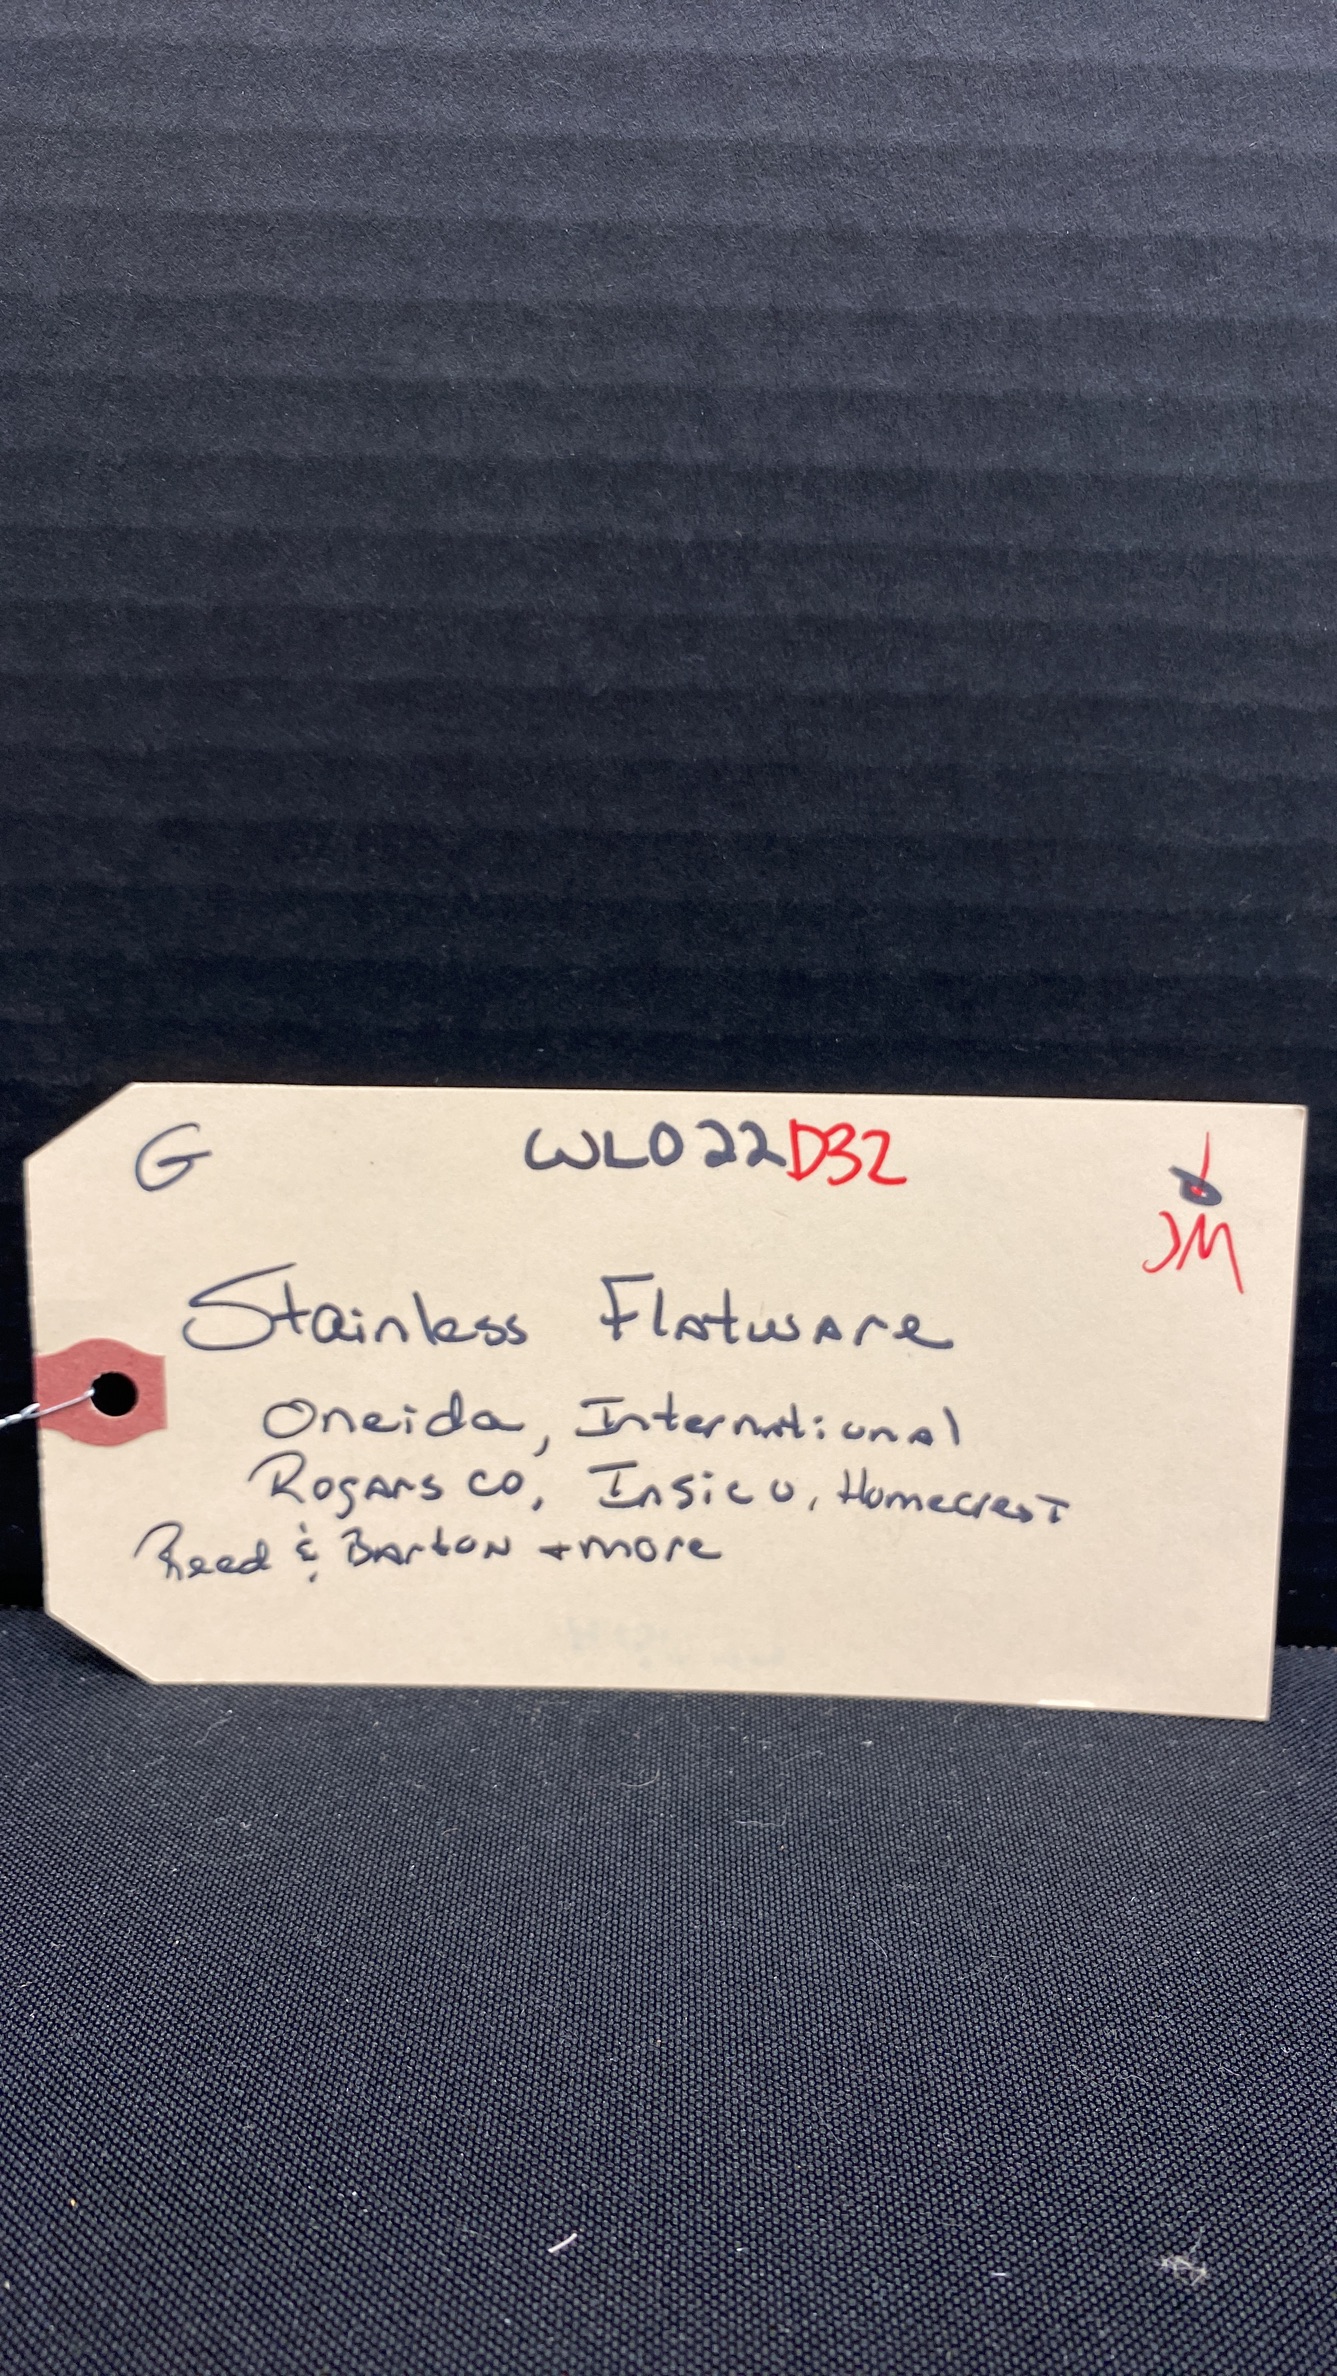 G WL022D32
JM
Stainless Flatware
Oneida, International
Rogars co, Insico, Homecrest
Reed & Barton + more